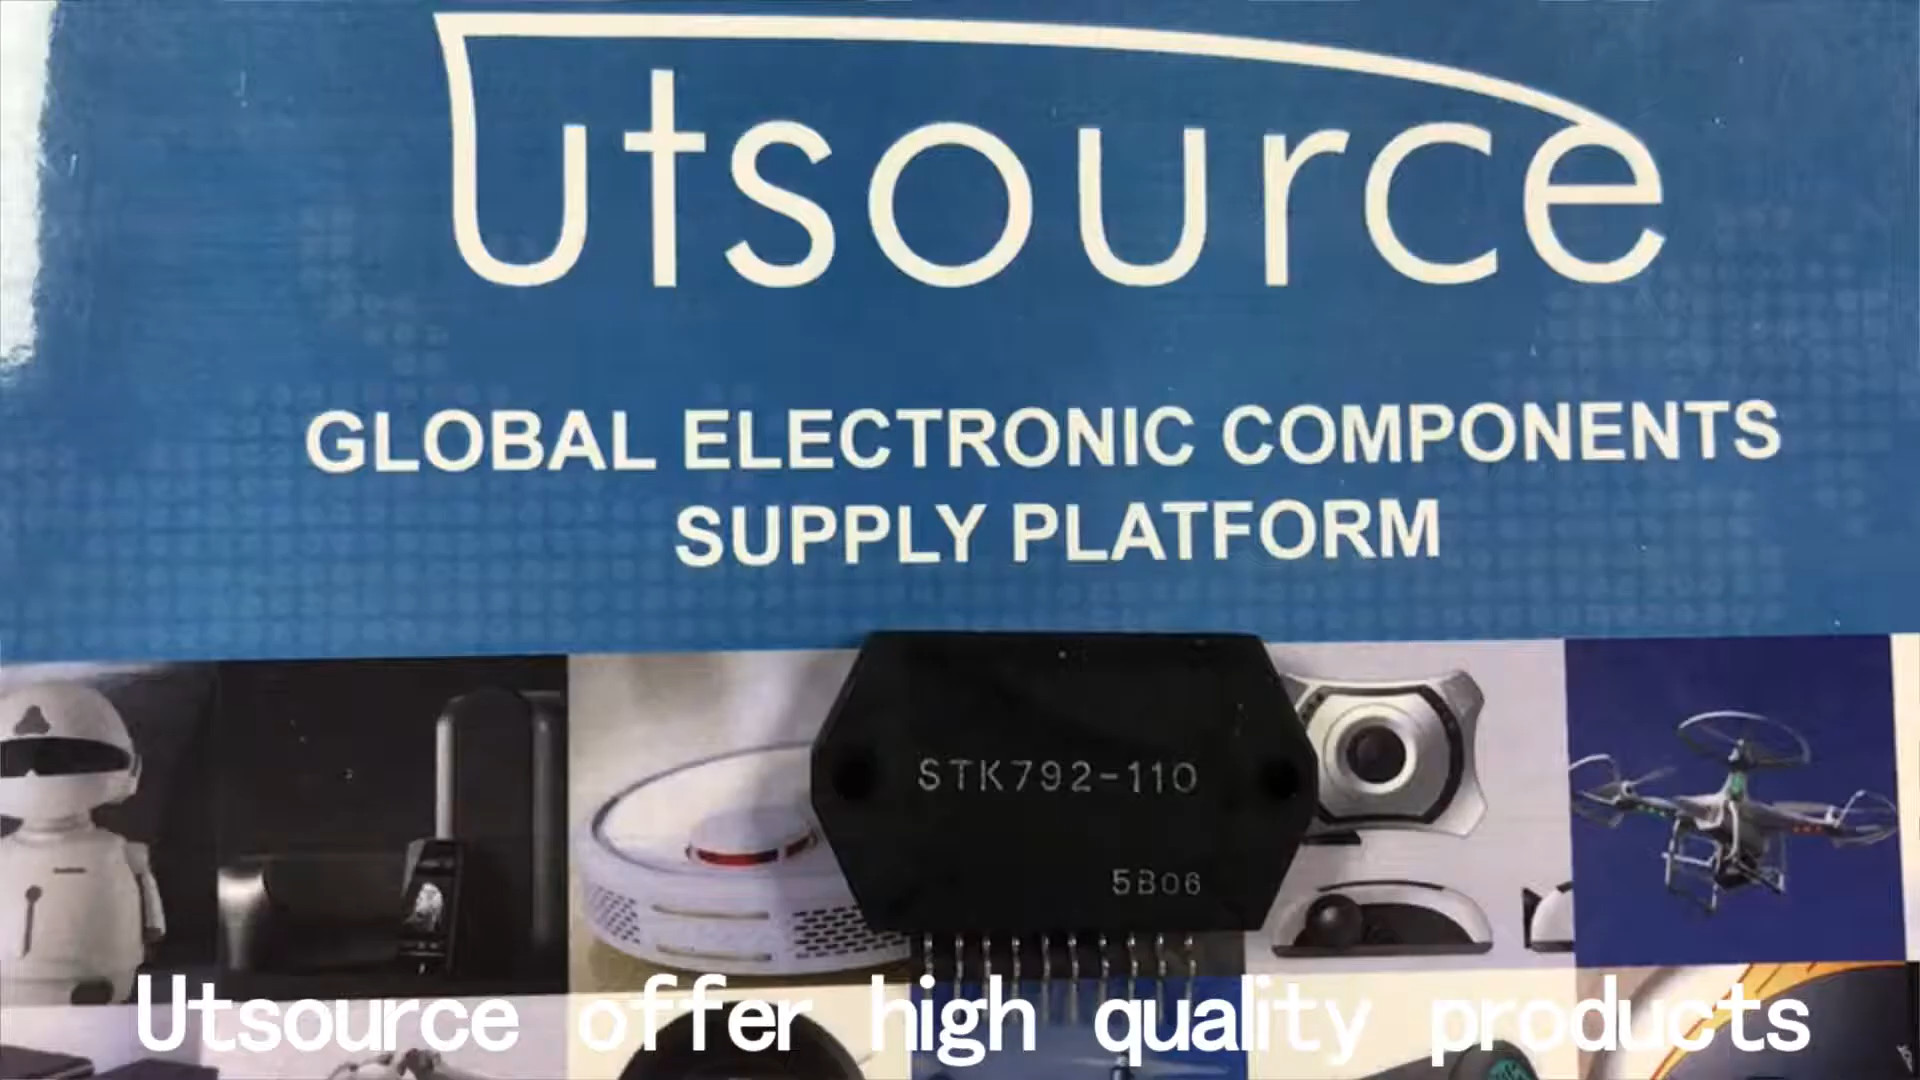 Utsource
GLOBAL ELECTRONIC COMPONENTS
SUPPLY PLATFORM
STK792-110
5B06
Utsource offer high quality products